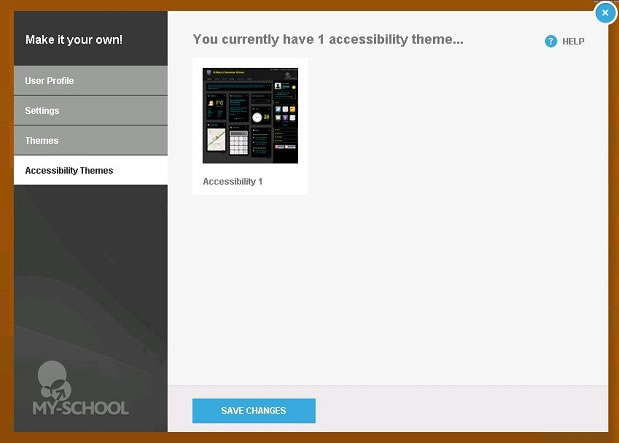 Make it your own!
User Profile
Settings
Themes
Accessibility Themes
You currently have 1 accessibility theme...
? HELP
Accessibility 1
MY-SCHOOL
SAVE CHANGES